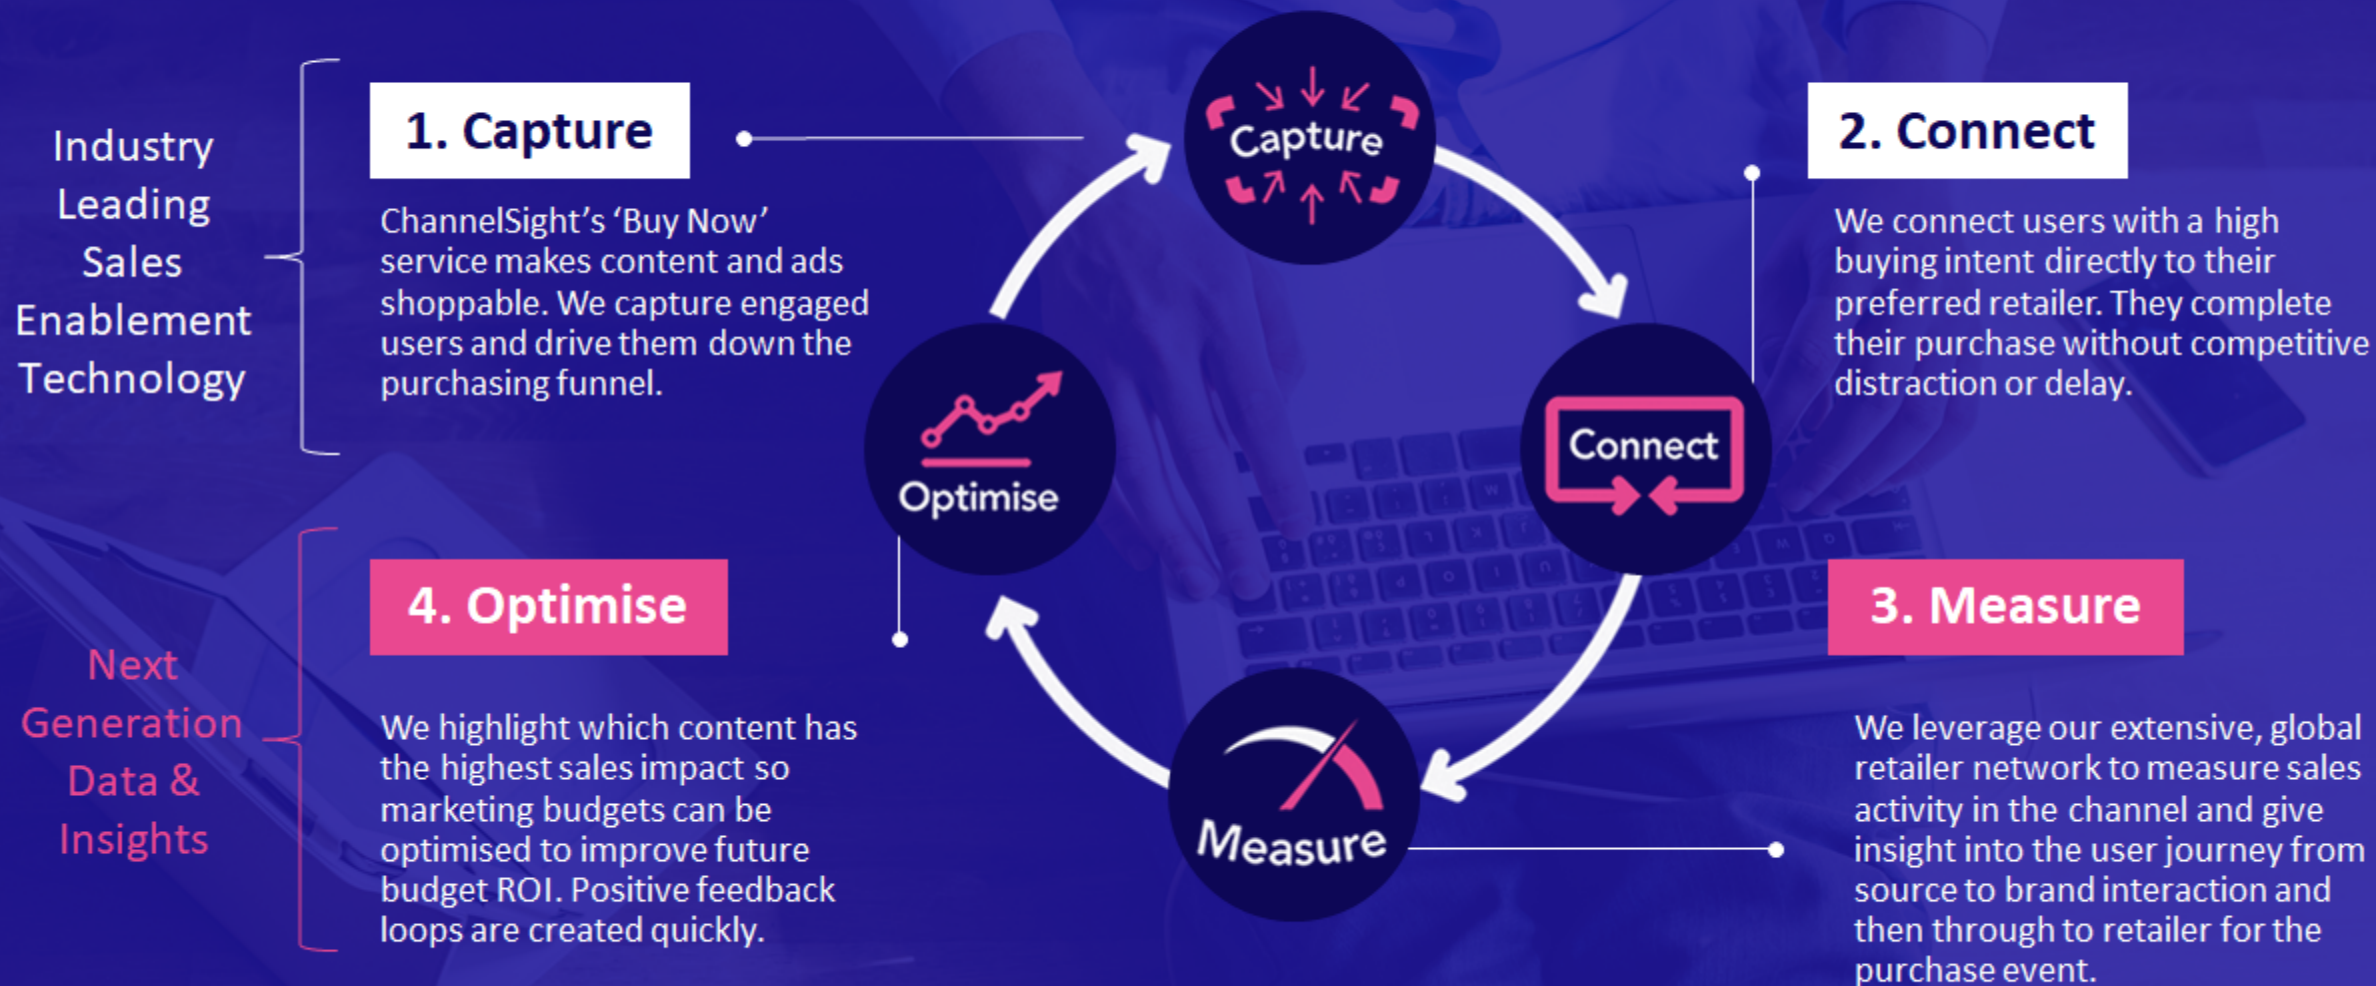 Industry
Leading
Sales
Enablement
Technology
1. Capture
ChannelSight’s ‘Buy Now’
service makes content and ads
shoppable. We capture engaged
users and drive them down the
purchasing funnel.
Capture
2. Connect
We connect users with a high
buying intent directly to their
preferred retailer. They complete
their purchase without competitive
distraction or delay.
Connect
Optimise
Measure
Next
Generation
Data &
Insights
4. Optimise
We highlight which content has
the highest sales impact so
marketing budgets can be
optimised to improve future
budget ROI. Positive feedback
loops are created quickly.
3. Measure
We leverage our extensive, global
retailer network to measure sales
activity in the channel and give
insight into the user journey from
source to brand interaction and
then through to retailer for the
purchase event.